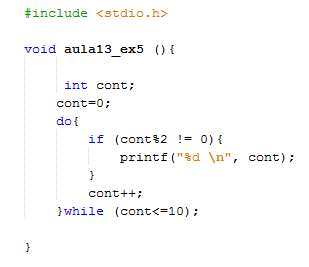 #include <stdio.h>
void aula13_ex5 (){
int cont;
cont=0;
do{
if (cont%2 != 0){
printf("%d \n", cont);
}
cont++;
}while (cont<=10);
}